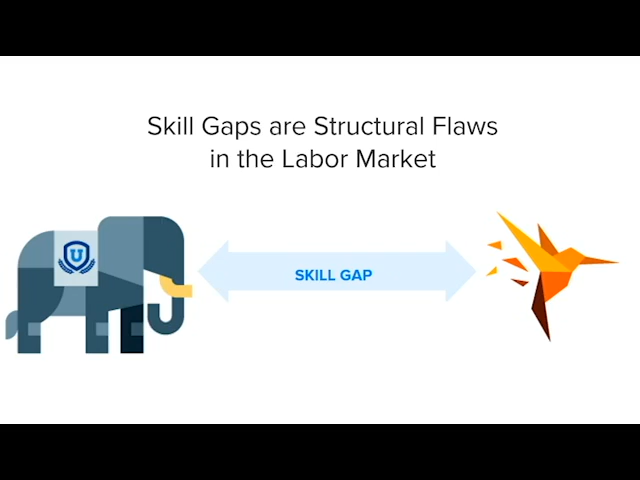 Skill Gaps are Structural Flaws
in the Labor Market
U
SKILL GAP